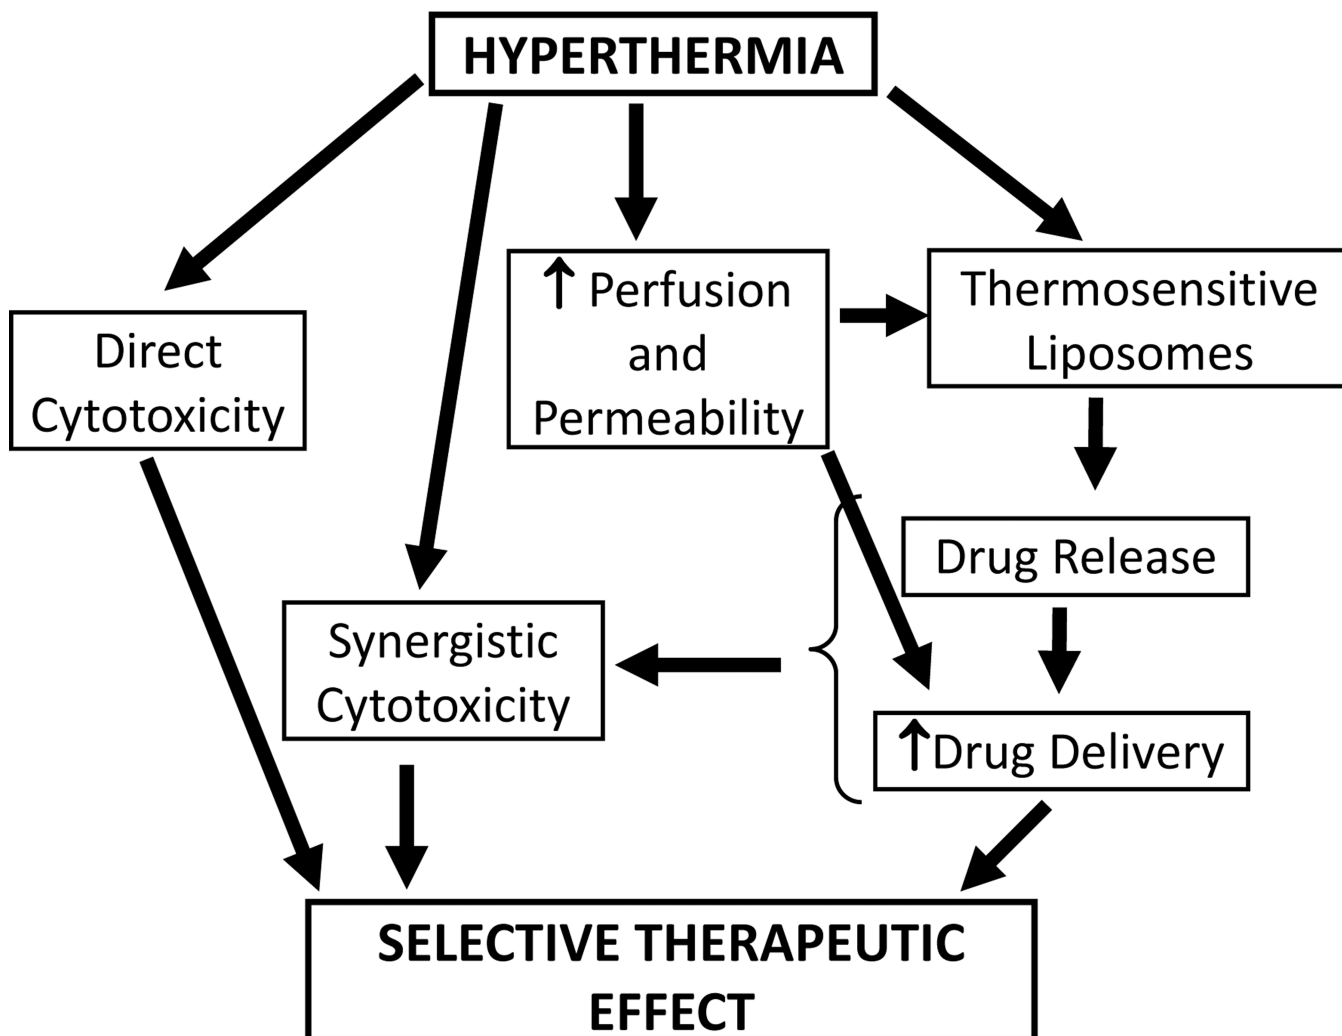 HYPERTHERMIA
↑ Perfusion
and
Permeability
Thermosensitive
Liposomes
Direct
Cytotoxicity
Drug Release
Synergistic
Cytotoxicity
↑Drug Delivery
SELECTIVE THERAPEUTIC
EFFECT